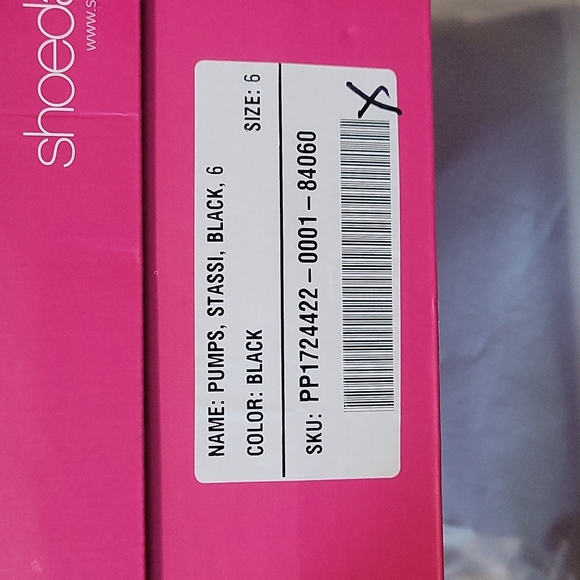 shoeda
www.s
NAME: PUMPS, STASSI, BLACK, 6
COLOR: BLACK SIZE: 6
SKU: PP1724422-0001-84060
X